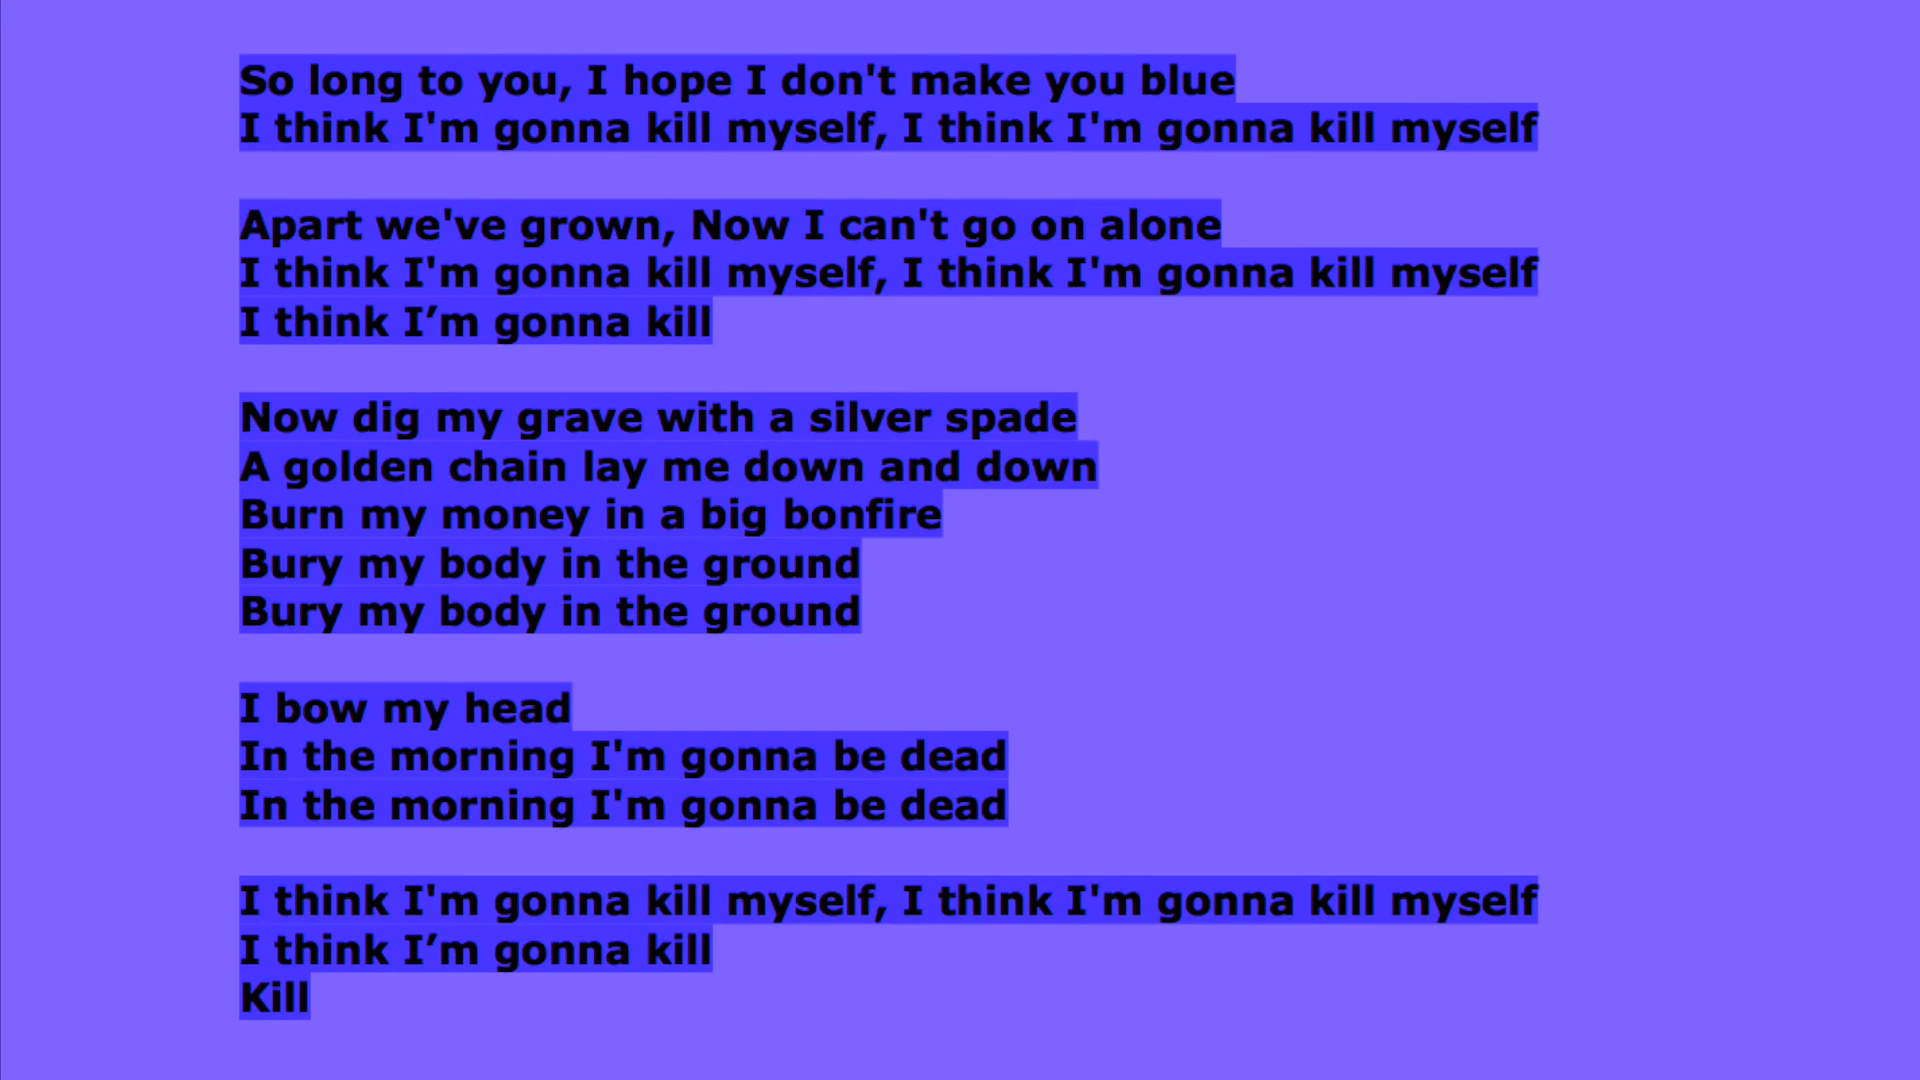 So long to you, I hope I don't make you blue
I think I'm gonna kill myself, I think I'm gonna kill myself
Apart we've grown, Now I can't go on alone
I think I'm gonna kill myself, I think I'm gonna kill myself
I think I’m gonna kill
Now dig my grave with a silver spade
A golden chain lay me down and down
Burn my money in a big bonfire
Bury my body in the ground
Bury my body in the ground
I bow my head
In the morning I'm gonna be dead
In the morning I'm gonna be dead
I think I'm gonna kill myself, I think I'm gonna kill myself
I think I’m gonna kill
Kill